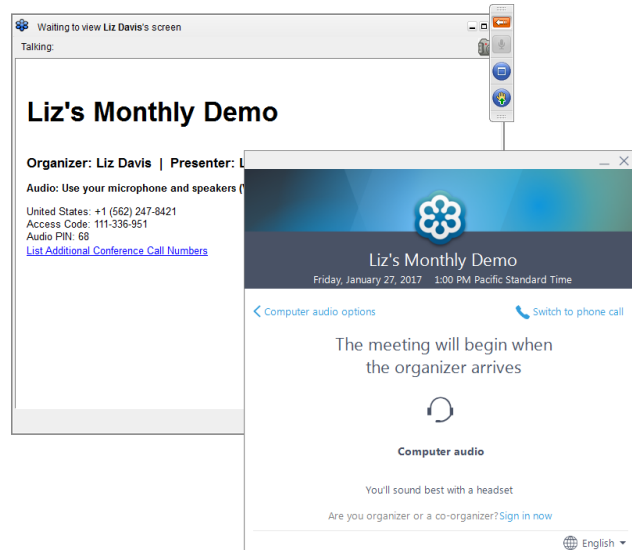 Waiting to view Liz Davis's screen
Talking:
Liz's Monthly Demo
Organizer: Liz Davis | Presenter:
Audio: Use your microphone and speakers
United States: +1 (562) 247-8421
Access Code: 111-336-951
Audio PIN: 68
List Additional Conference Call Numbers
Liz's Monthly Demo
Friday, January 27, 2017 1:00 PM Pacific Standard Time
Computer audio options
Switch to phone call
The meeting will begin when
the organizer arrives
Computer audio
You'll sound best with a headset
Are you organizer or a co-organizer? Sign in now
English